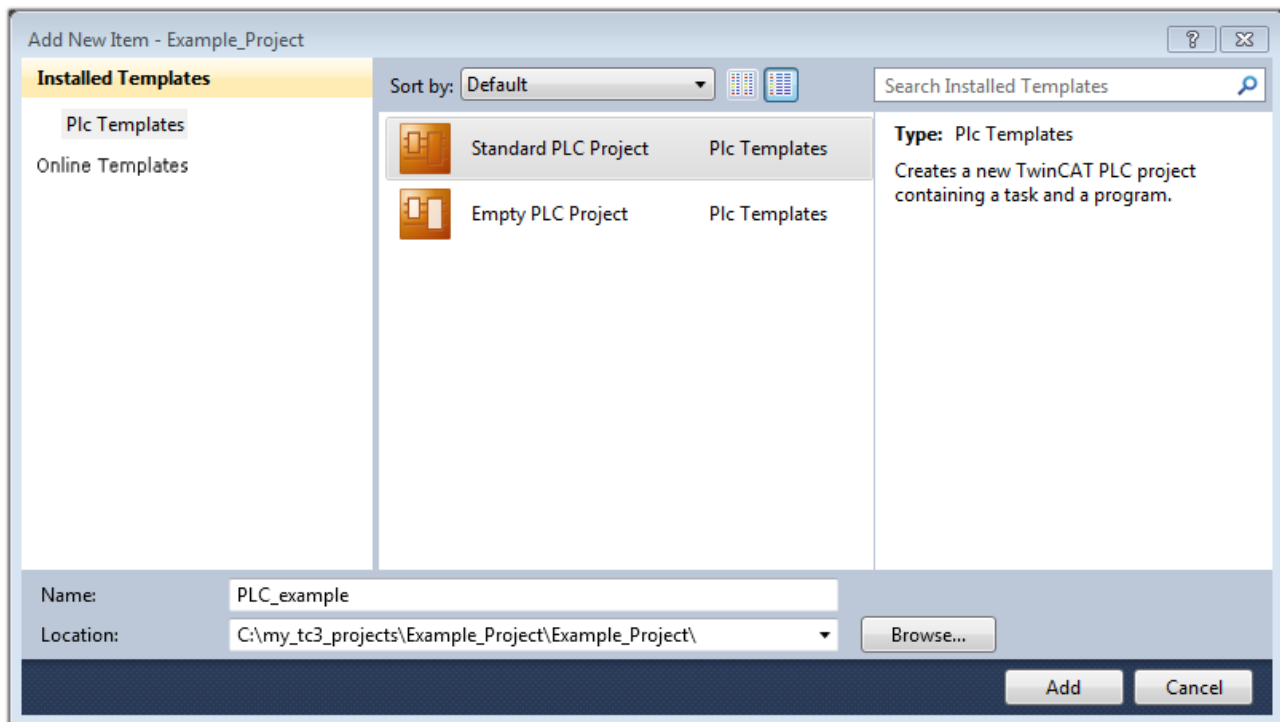 Add New Item - Example_Project
Installed Templates
Plc Templates
Online Templates
Sort by: Default
Search Installed Templates
Standard PLC Project Plc Templates
Empty PLC Project Plc Templates
Type: Plc Templates
Creates a new TwinCAT PLC project
containing a task and a program.
Name: PLC_example
Location: C:\my_tc3_projects\Example_Project\Example_Project\
Browse...
Add Cancel